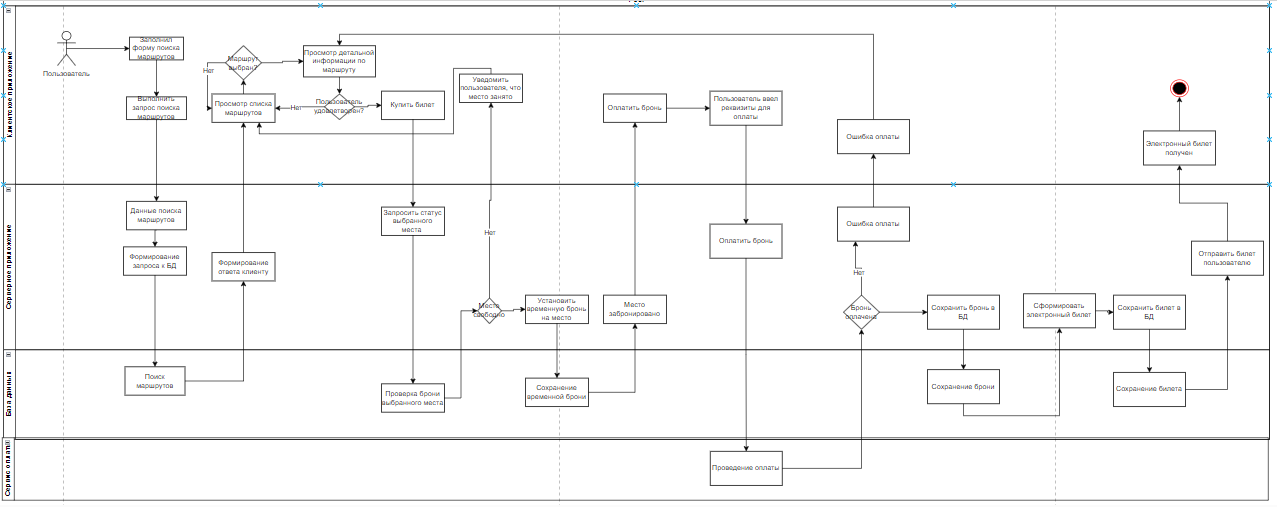 Клиентское приложение
Пользователь
Заполнил
форму поиска
маршрутов
Выполнить
запрос поиска
маршрутов
Маршрут
выбран?
Нет
Просмотр списка
маршрутов
Просмотр детальной
информации по
маршруту
Нет
Пользователь
удовлетворен?
Купить билет
Уведомить
пользователя, что
место занято
Оплатить бронь
Пользователь ввел
реквизиты для
оплаты
Ошибка оплаты
Электронный билет
получен
Серверное приложение
Данные поиска
маршрутов
Формирование
запроса к БД
Формирование
ответа клиенту
Запросить статус
выбранного
места
Нет
Место
свободно
Установить
временную бронь
на место
Место
забронировано
Оплатить бронь
Ошибка оплаты
Нет
Бронь
оплачена
Сохранить бронь в
БД
Сформировать
электронный билет
Сохранить билет в
БД
Отправить билет
пользователю
База данных
Поиск
маршрутов
Проверка брони
выбранного места
Сохранение
временной брони
Сохранение брони
Сохранение билета
Сервис оплаты
Проведение оплаты